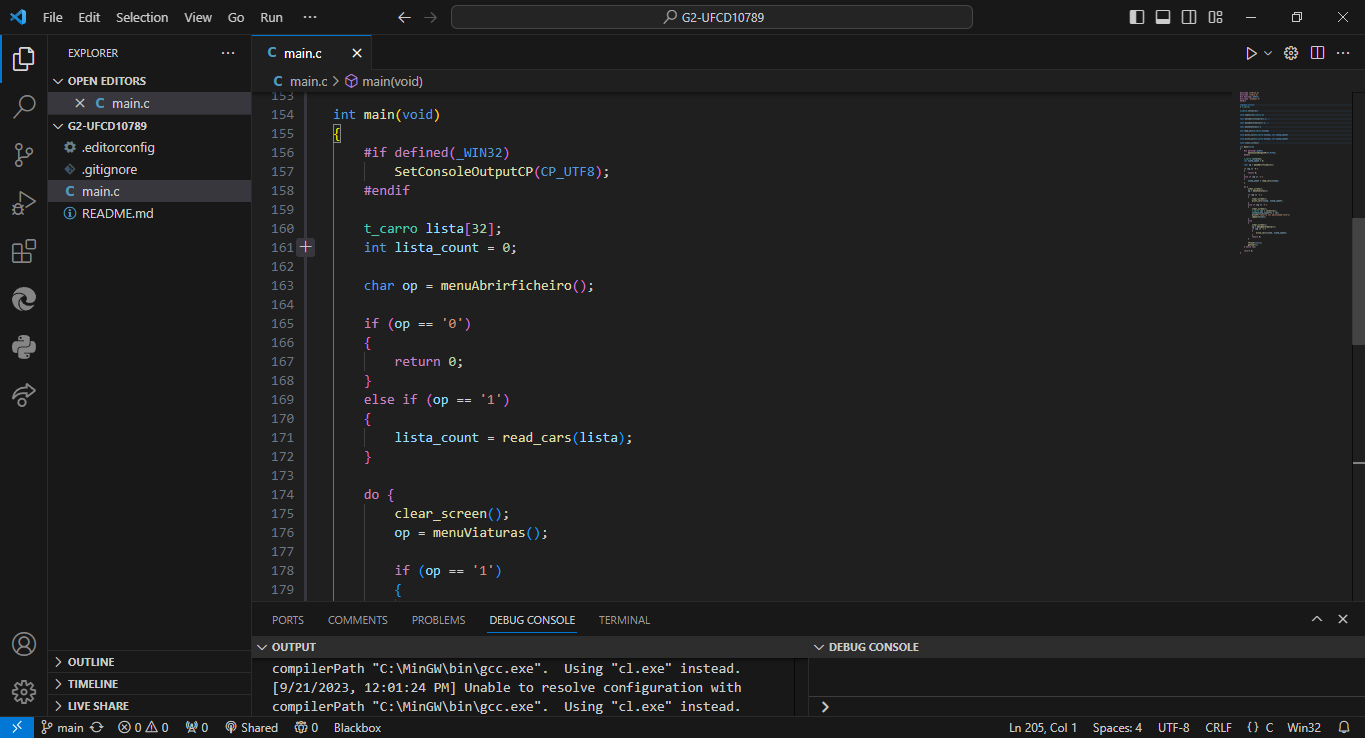 File Edit Selection View Go Run ··· G2-UFCD10789
EXPLORER ···
OPEN EDITORS
C main.c
G2-UFCD10789
.editorconfig
.gitignore
C main.c
README.md
OUTLINE
TIMELINE
LIVE SHARE
C main.c
C main.c > main(void)
153
154 int main(void)
155 {
156 #if defined(_WIN32)
157 SetConsoleOutputCP(CP_UTF8);
158 #endif
159
160 t_carro lista[32];
161 int lista_count = 0;
162
163 char op = menuAbrirficheiro();
164
165 if (op == '0')
166 {
167 return 0;
168 }
169 else if (op == '1')
170 {
171 lista_count = read_cars(lista);
172 }
173
174 do {
175 clear_screen();
176 op = menuViaturas();
177
178 if (op == '1')
179 {
PORTS COMMENTS PROBLEMS DEBUG CONSOLE TERMINAL
OUTPUT
compilerPath "C:\MinGW\bin\gcc.exe".  Using "cl.exe" instead.
[9/21/2023, 12:01:24 PM] Unable to resolve configuration with
compilerPath "C:\MinGW\bin\gcc.exe".  Using "cl.exe" instead.
DEBUG CONSOLE
main 0 0 0 Shared 0 Blackbox Ln 205, Col 1 Spaces: 4 UTF-8 CRLF {} C Win32